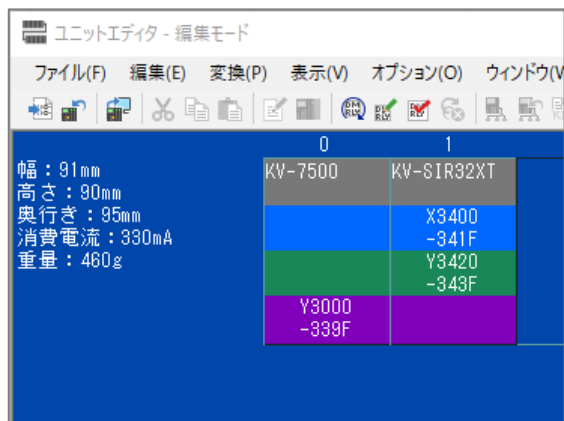 ユニットエディタ - 編集モード
ファイル(F) 編集(E) 変換(P) 表示(V) オプション(O) ウィンドウ(V
0 1
幅：91mm
高さ：90mm
奥行き：95mm
消費電流：330mA
重量：460g
KV-7500 KV-SIR32XT
X3400
-341F
Y3420
-343F
Y3000
-339F